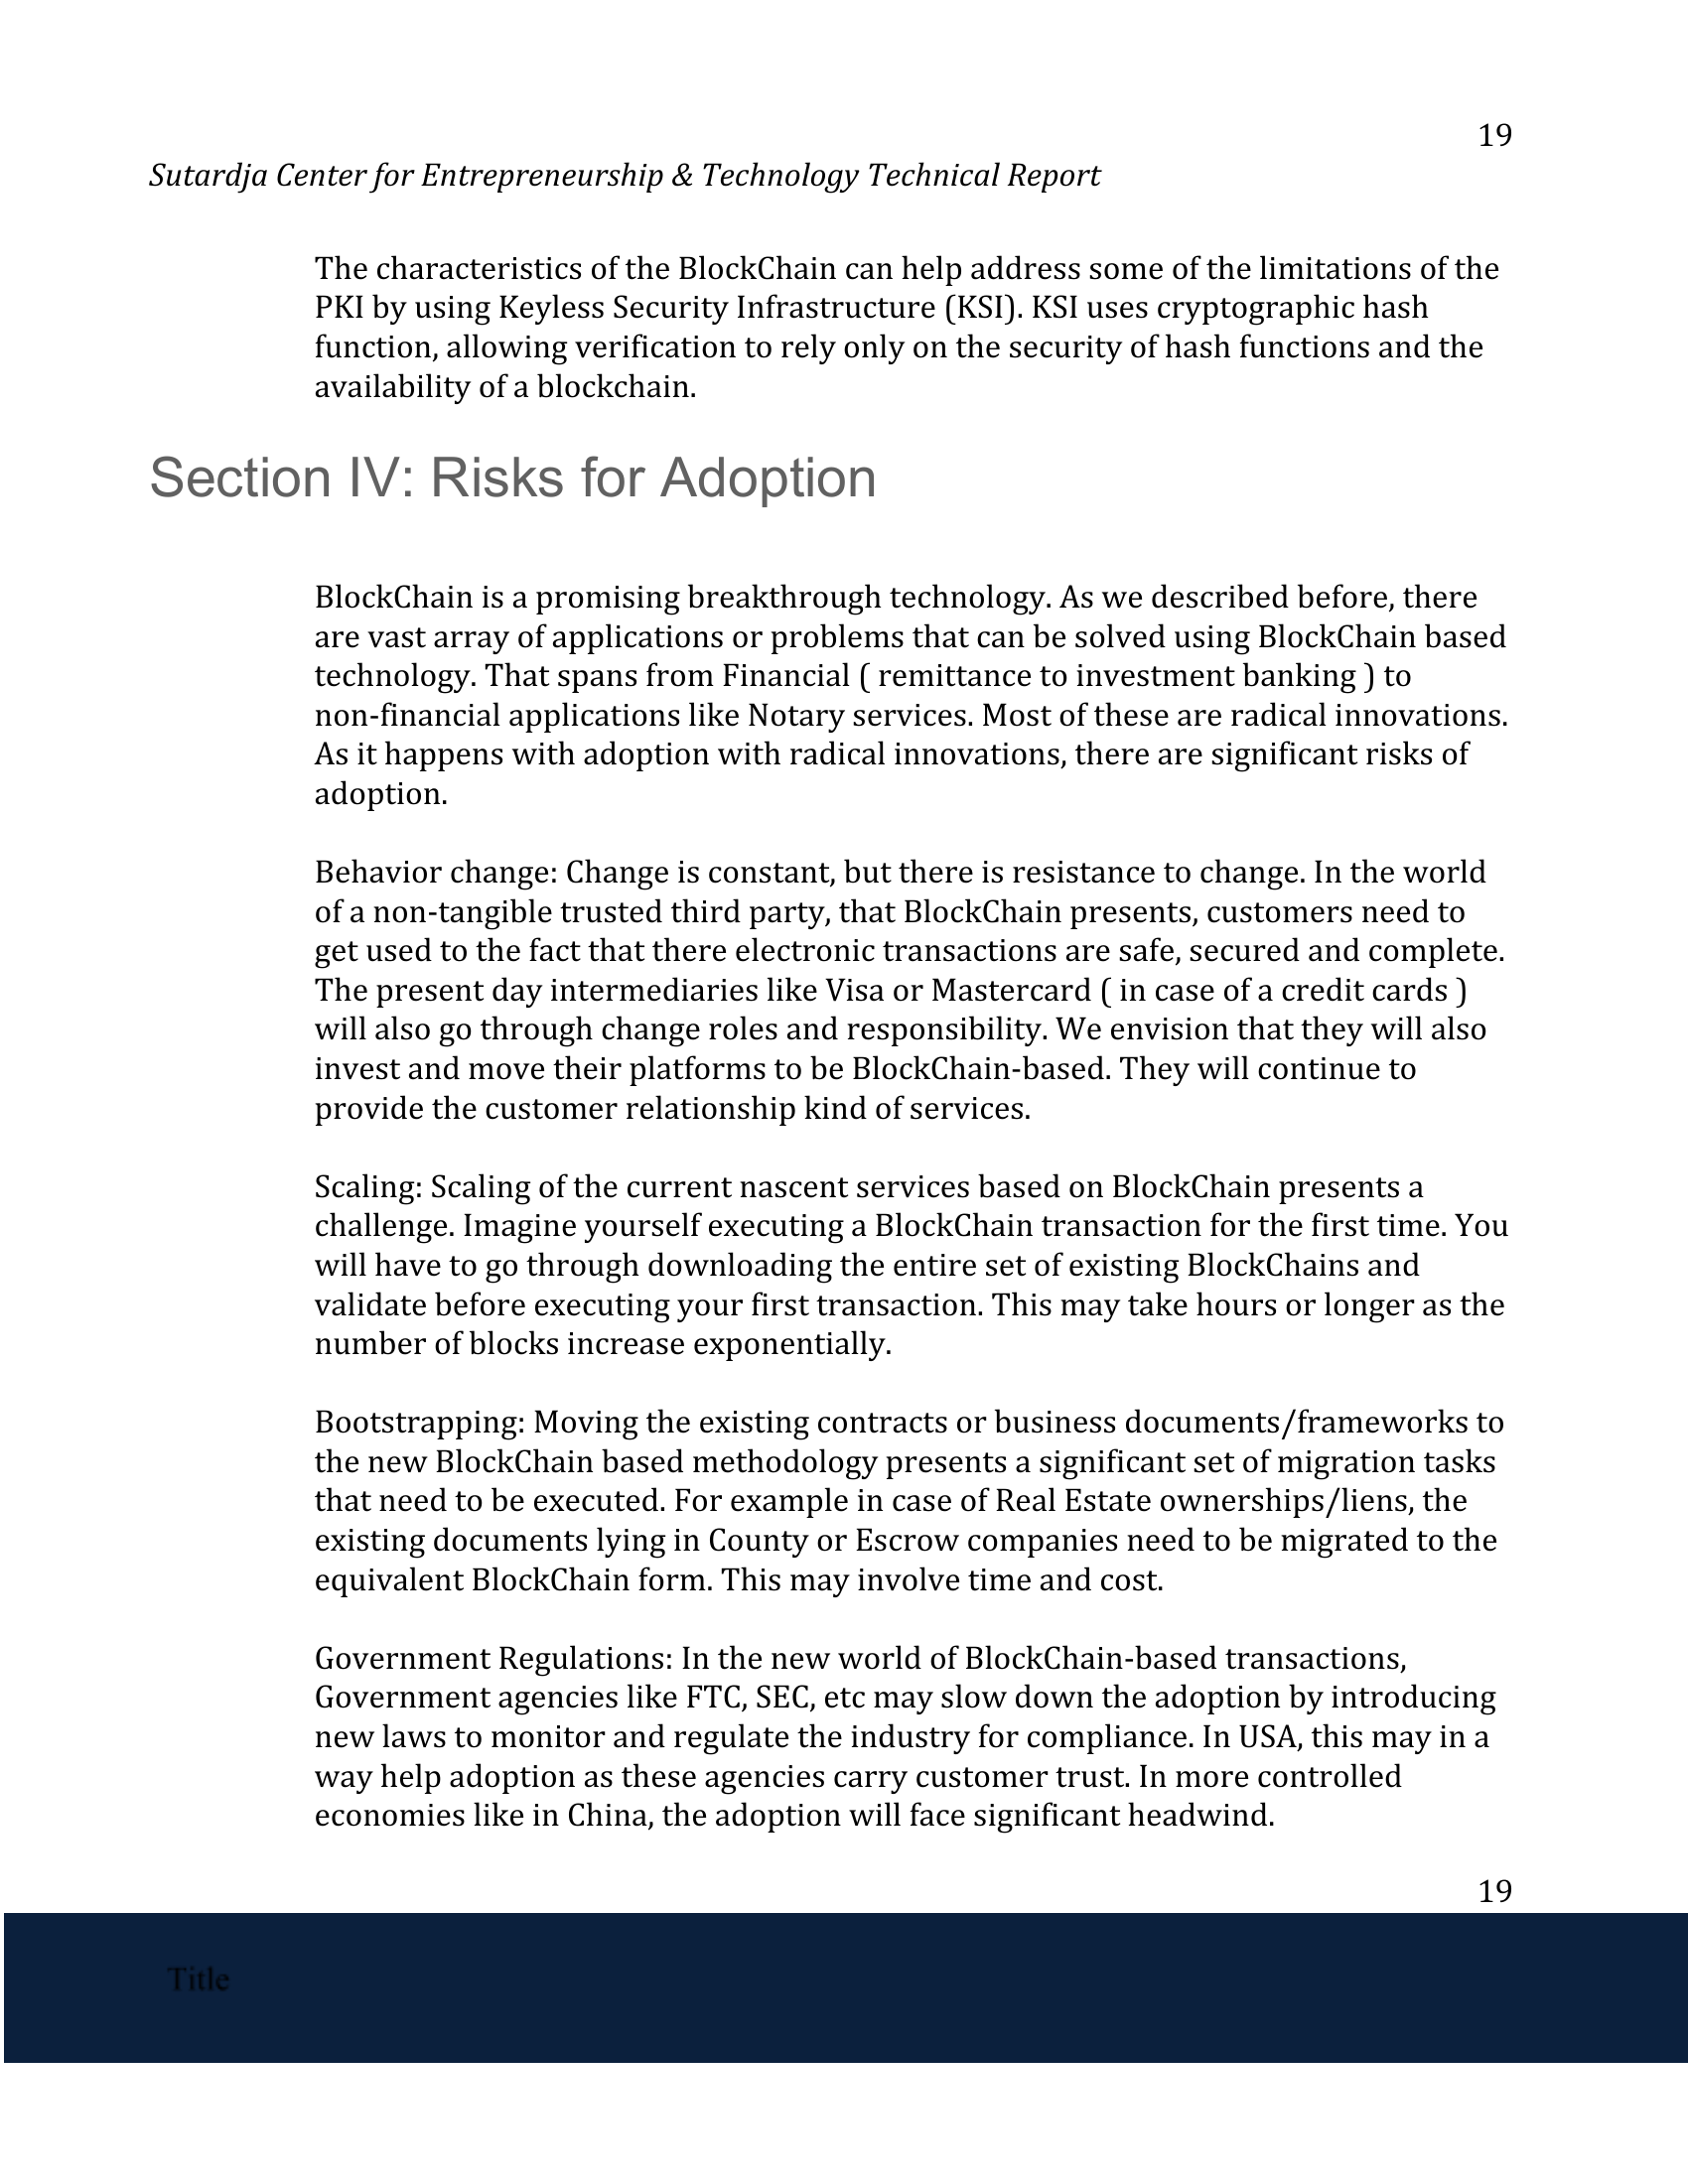 19
Sutardja Center for Entrepreneurship & Technology Technical Report
The characteristics of the BlockChain can help address some of the limitations of the
PKI by using Keyless Security Infrastructure (KSI). KSI uses cryptographic hash
function, allowing verification to rely only on the security of hash functions and the
availability of a blockchain.
Section IV: Risks for Adoption
BlockChain is a promising breakthrough technology. As we described before, there
are vast array of applications or problems that can be solved using BlockChain based
technology. That spans from Financial ( remittance to investment banking ) to
non-financial applications like Notary services. Most of these are radical innovations.
As it happens with adoption with radical innovations, there are significant risks of
adoption.
Behavior change: Change is constant, but there is resistance to change. In the world
of a non-tangible trusted third party, that BlockChain presents, customers need to
get used to the fact that there electronic transactions are safe, secured and complete.
The present day intermediaries like Visa or Mastercard ( in case of a credit cards )
will also go through change roles and responsibility. We envision that they will also
invest and move their platforms to be BlockChain-based. They will continue to
provide the customer relationship kind of services.
Scaling: Scaling of the current nascent services based on BlockChain presents a
challenge. Imagine yourself executing a BlockChain transaction for the first time. You
will have to go through downloading the entire set of existing BlockChains and
validate before executing your first transaction. This may take hours or longer as the
number of blocks increase exponentially.
Bootstrapping: Moving the existing contracts or business documents/frameworks to
the new BlockChain based methodology presents a significant set of migration tasks
that need to be executed. For example in case of Real Estate ownerships/liens, the
existing documents lying in County or Escrow companies need to be migrated to the
equivalent BlockChain form. This may involve time and cost.
Government Regulations: In the new world of BlockChain-based transactions,
Government agencies like FTC, SEC, etc may slow down the adoption by introducing
new laws to monitor and regulate the industry for compliance. In USA, this may in a
way help adoption as these agencies carry customer trust. In more controlled
economies like in China, the adoption will face significant headwind.
19
Title